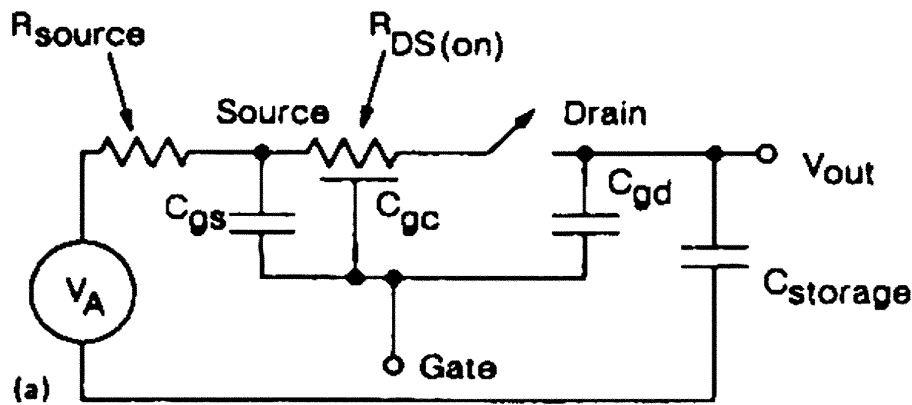 Rsource
RDS(on)
Source
Drain
Vout
Cgs
Cgc
Cgd
VA
Cstorage
Gate
(a)